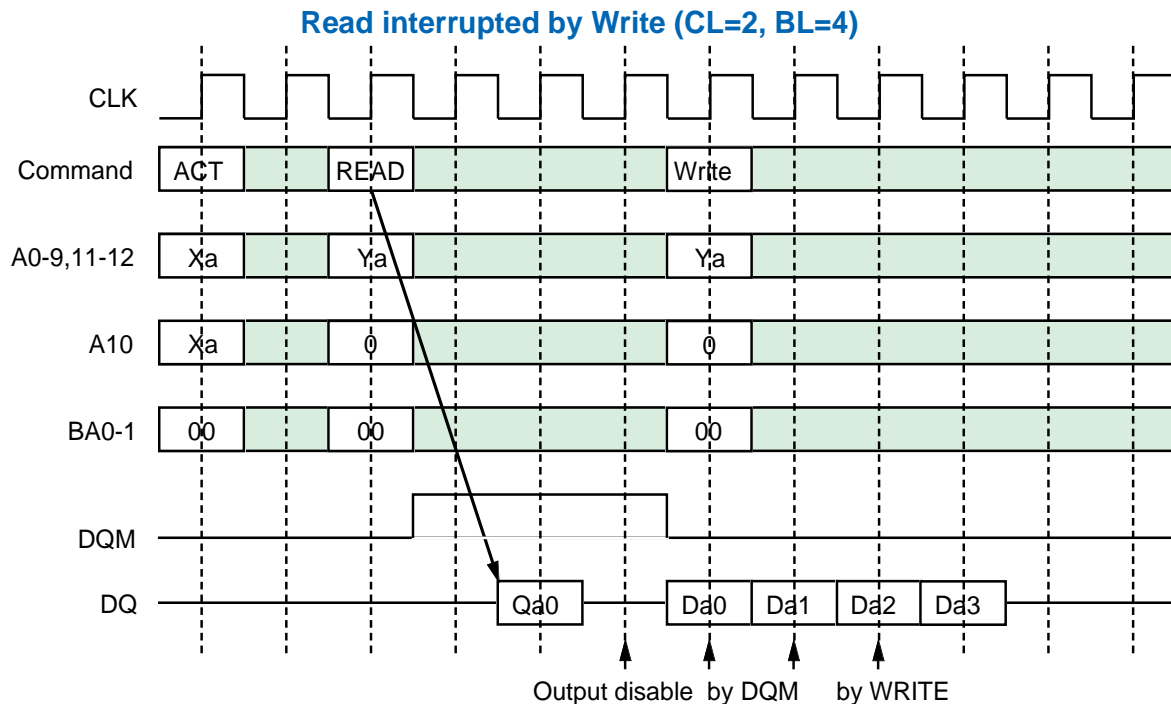 Read interrupted by Write (CL=2, BL=4)
CLK
Command ACT READ Write
A0-9,11-12 Xa Ya Ya
A10 Xa 0 0
BA0-1 00 00 00
DQM
DQ Qa0 Da0 Da1 Da2 Da3
Output disable by DQM by WRITE